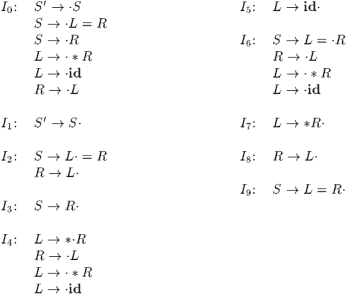 I₀: S′ → ·S
S → ·L = R
S → ·R
L → · ∗ R
L → ·id
R → ·L
I₁: S′ → S·
I₂: S → L· = R
R → L·
I₃: S → R·
I₄: L → ∗·R
R → ·L
L → · ∗ R
L → ·id
I₅: L → id·
I₆: S → L = ·R
R → ·L
L → · ∗ R
L → ·id
I₇: L → ∗R·
I₈: R → L·
I₉: S → L = R·